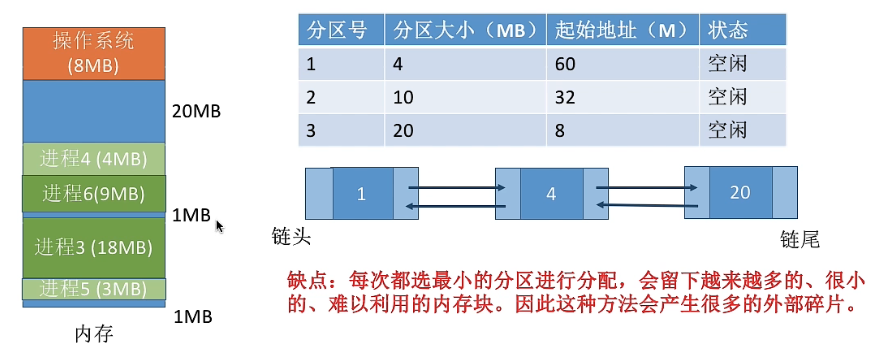 操作系统
(8MB)
20MB
进程4 (4MB)
进程6(9MB)
1MB
进程3 (18MB)
进程5 (3MB)
1MB
内存
分区号 分区大小（MB） 起始地址（M） 状态
1 4 60 空闲
2 10 32 空闲
3 20 8 空闲
1 4 20
链头 链尾
缺点：每次都选最小的分区进行分配，会留下越来越多的、很小
的、难以利用的内存块。因此这种方法会产生很多的外部碎片。